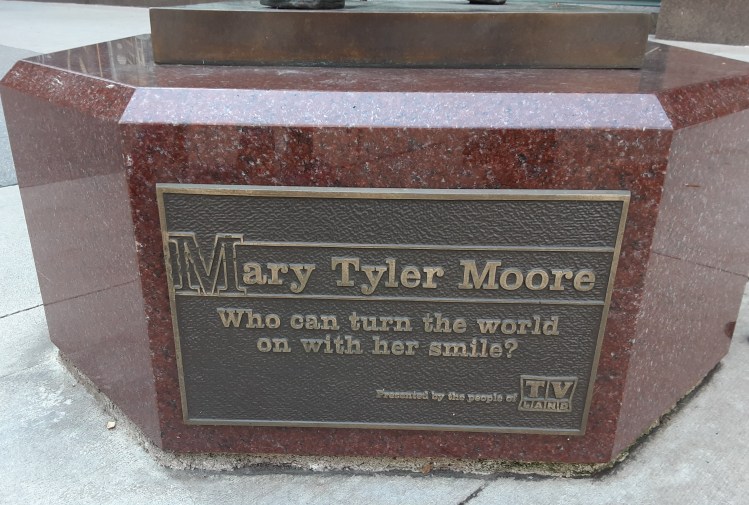 Mary Tyler Moore
Who can turn the world
on with her smile?
Presented by the people of TV
LAND